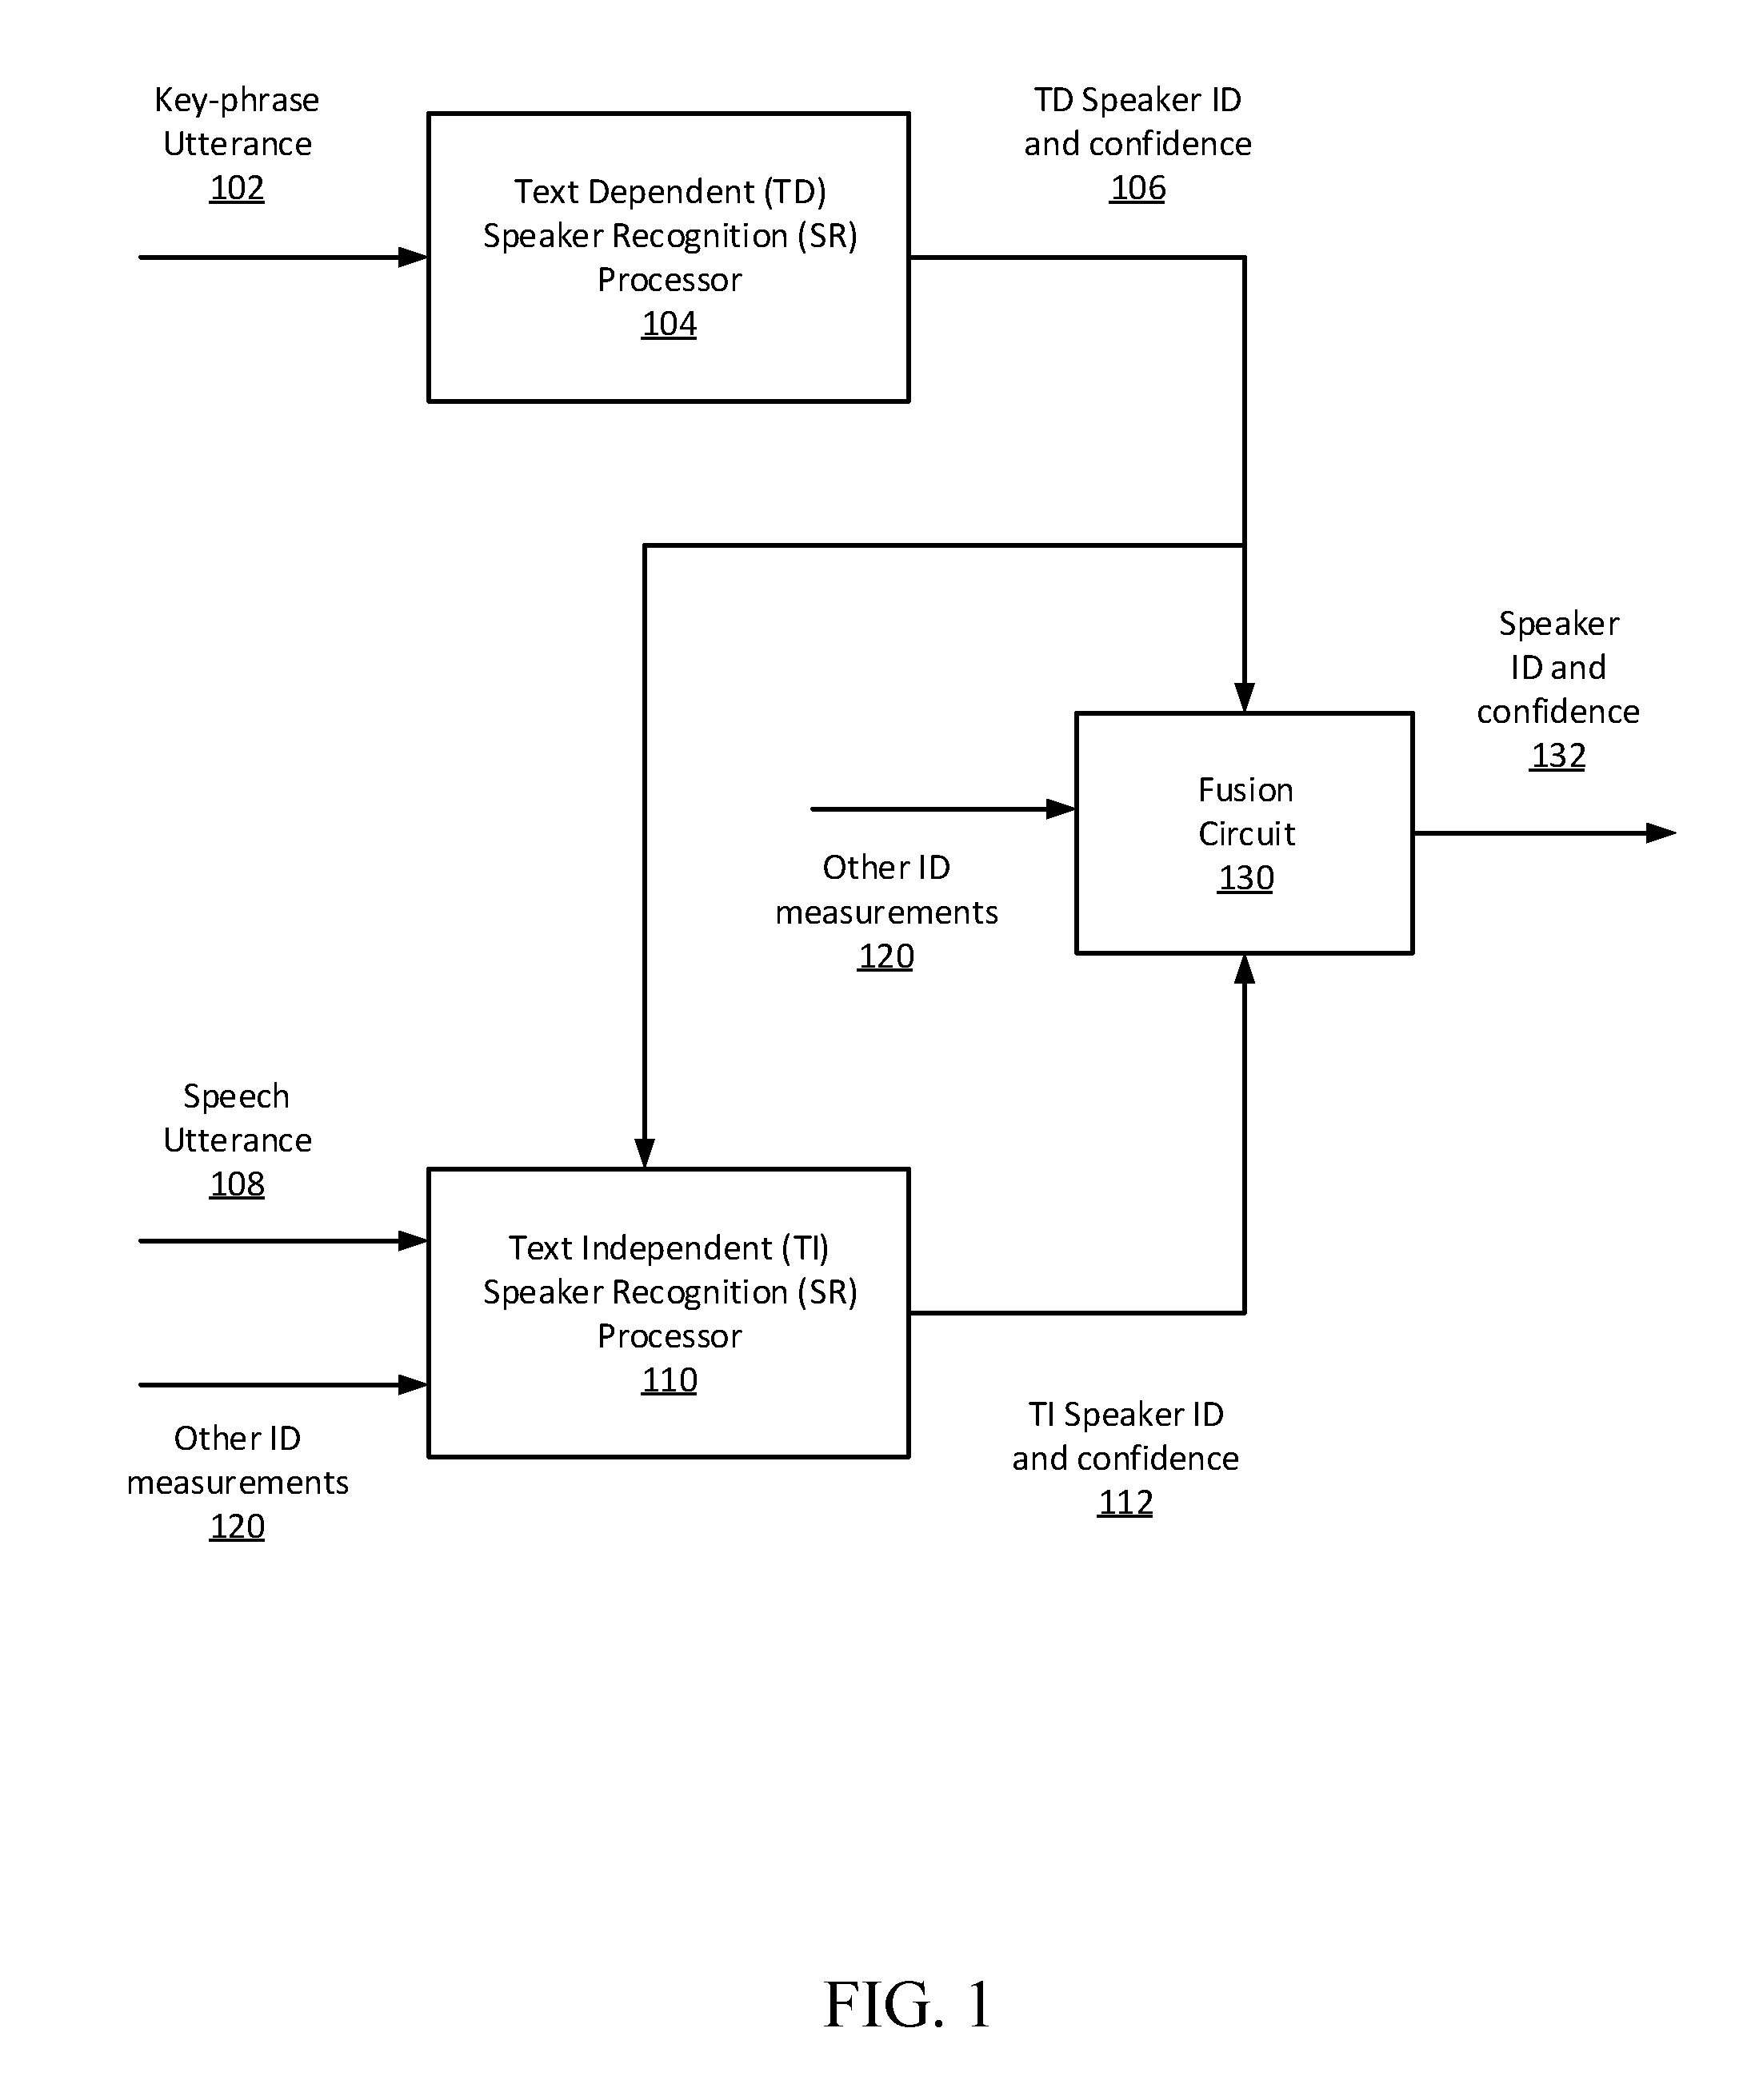 Key-phrase
Utterance
102
Text Dependent (TD)
Speaker Recognition (SR)
Processor
104
TD Speaker ID
and confidence
106
Speaker
ID and
confidence
132
Fusion
Circuit
130
Other ID
measurements
120
Speech
Utterance
108
Text Independent (TI)
Speaker Recognition (SR)
Processor
110
Other ID
measurements
120
TI Speaker ID
and confidence
112
FIG. 1